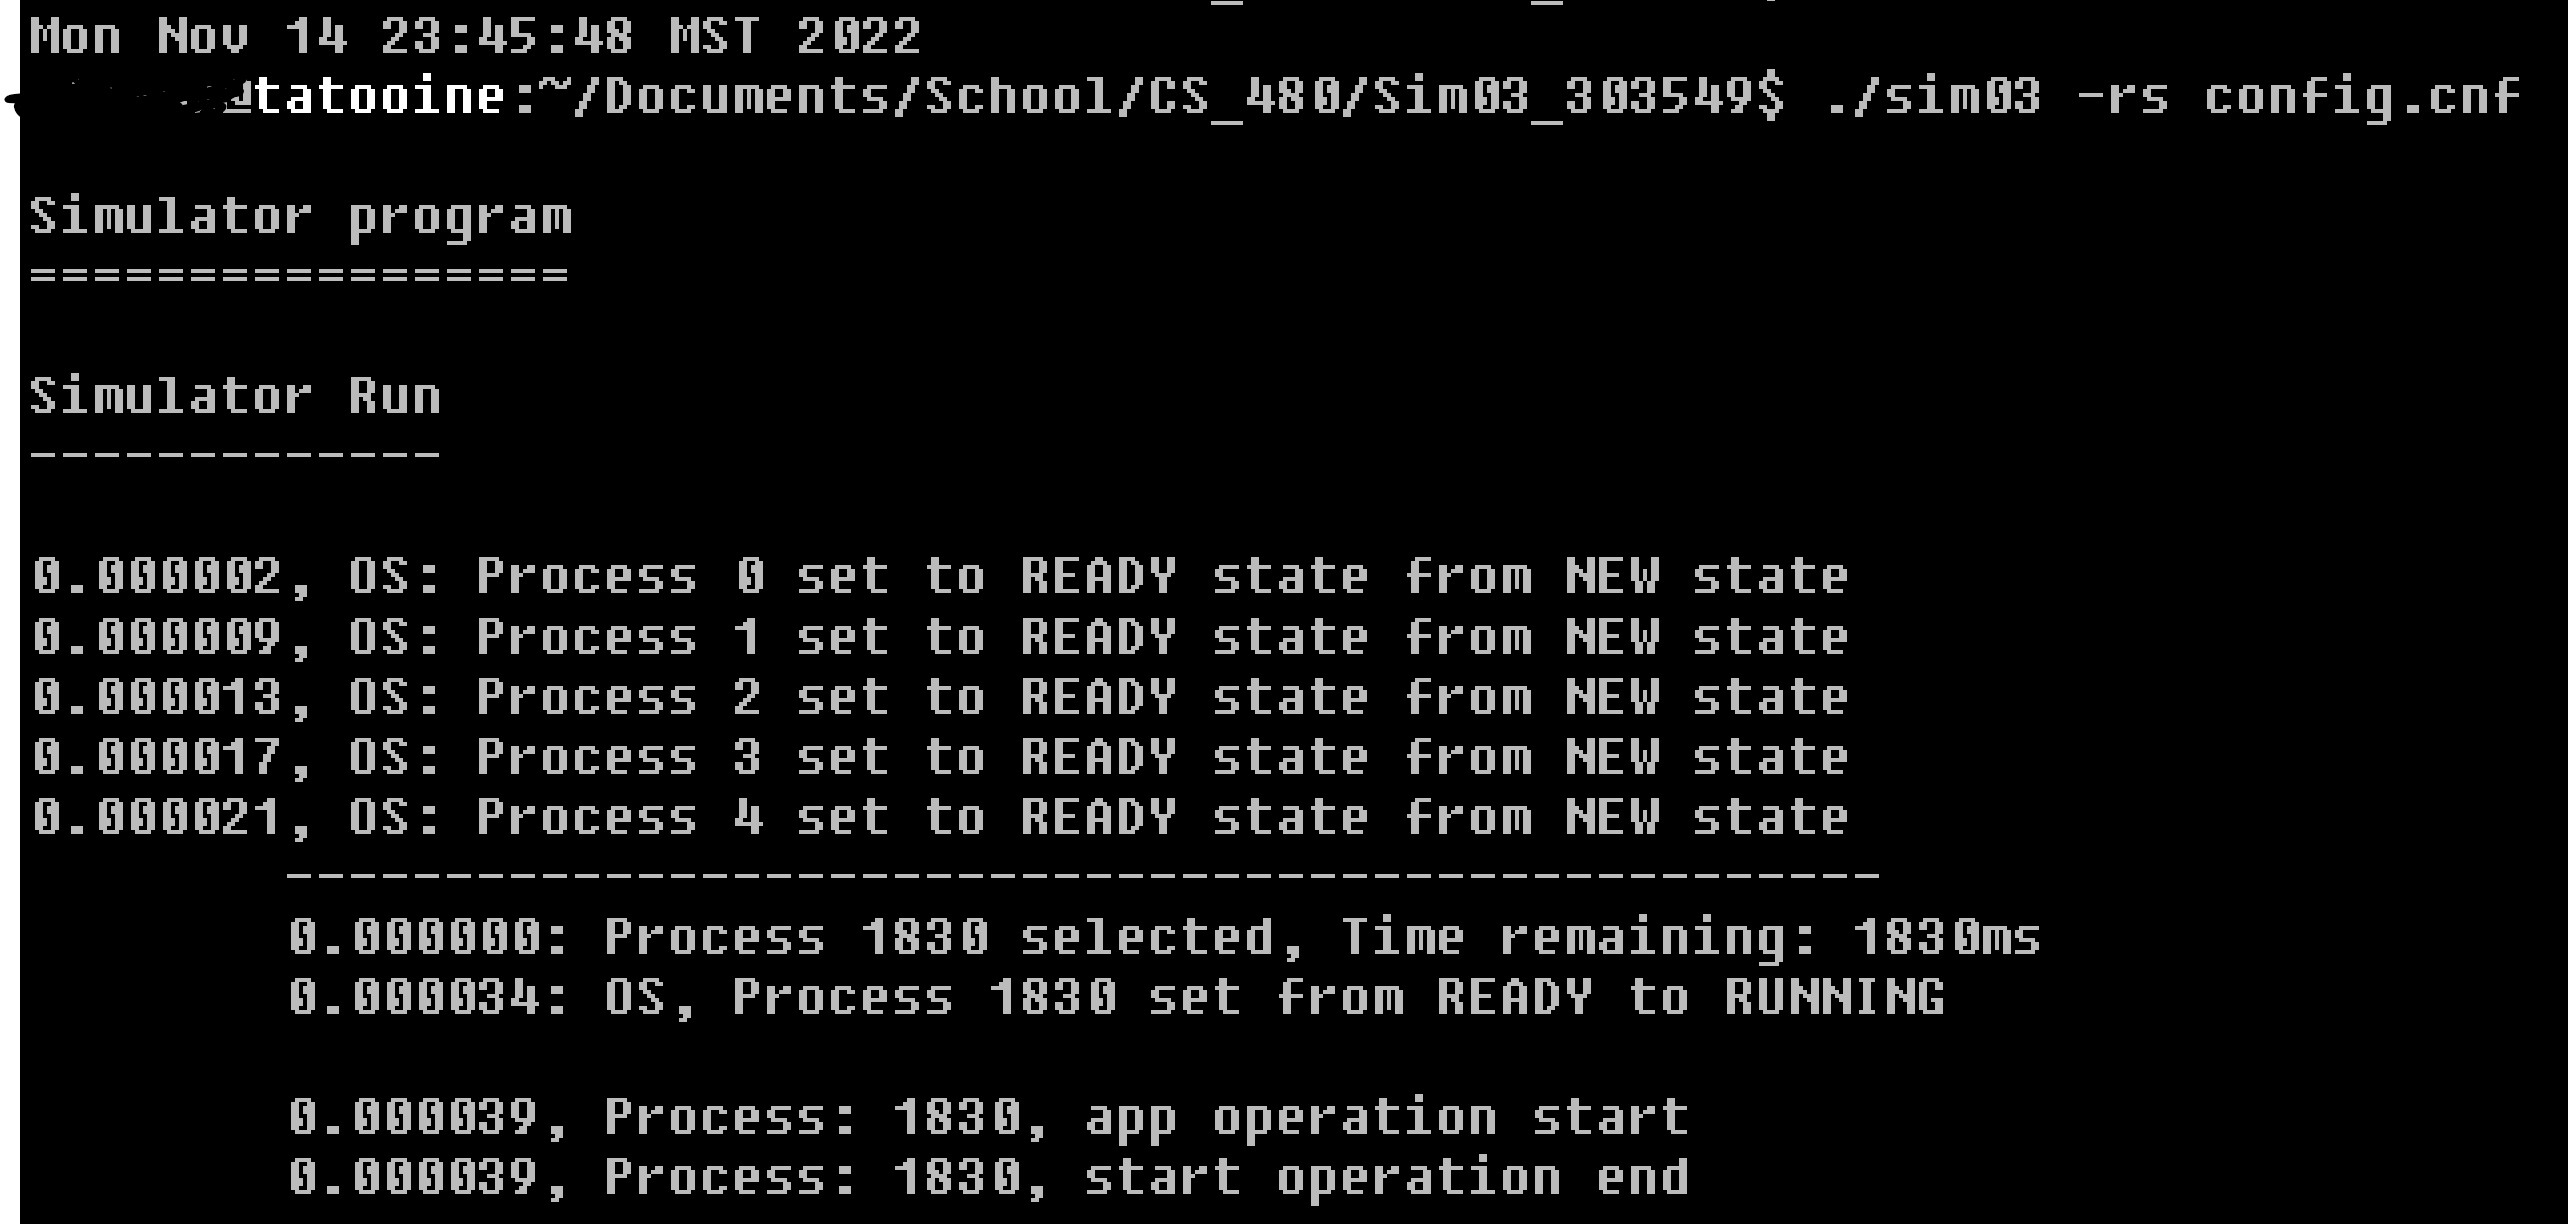 Mon Nov 14 23:45:48 MST 2022
@tatooine:~/Documents/School/CS_480/Sim03_303549$ ./sim03 -rs config.cnf
Simulator program
=================
Simulator Run
-------------
0.000002, OS: Process 0 set to READY state from NEW state
0.000009, OS: Process 1 set to READY state from NEW state
0.000013, OS: Process 2 set to READY state from NEW state
0.000017, OS: Process 3 set to READY state from NEW state
0.000021, OS: Process 4 set to READY state from NEW state
--------------------------------------------------
0.000000: Process 1830 selected, Time remaining: 1830ms
0.000034: OS, Process 1830 set from READY to RUNNING
0.000039, Process: 1830, app operation start
0.000039, Process: 1830, start operation end